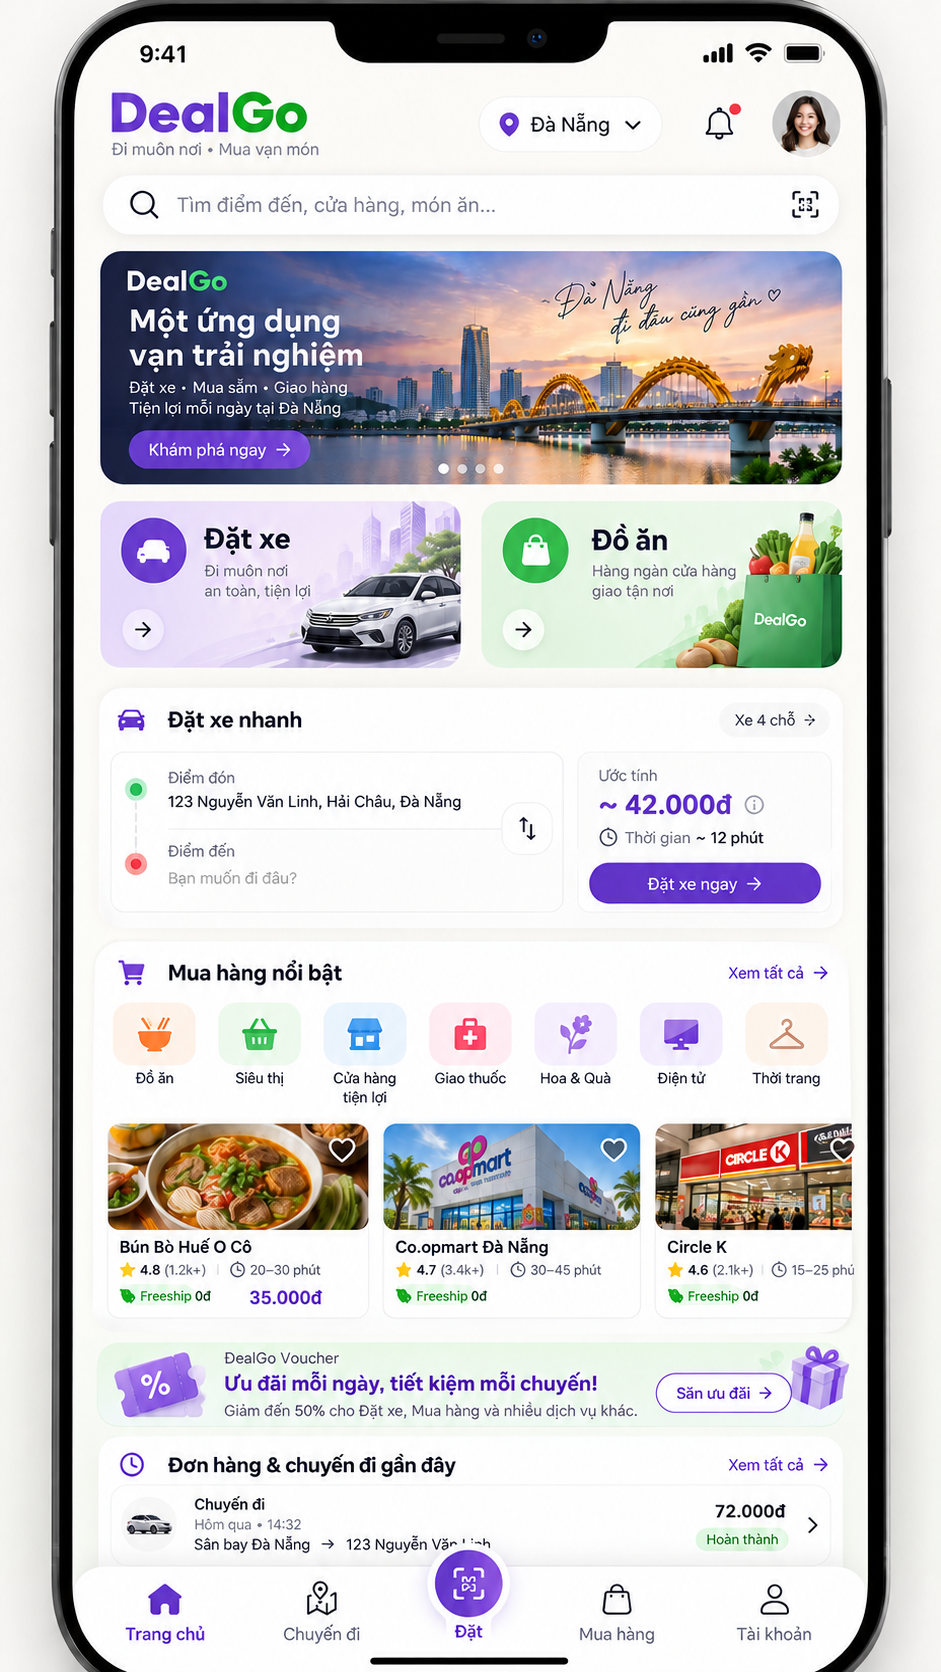 9:41
DealGo
Đi muôn nơi • Mua vạn món
Đà Nẵng
Tìm điểm đến, cửa hàng, món ăn...
DealGo
Một ứng dụng
vạn trải nghiệm
Đặt xe • Mua sắm • Giao hàng
Tiện lợi mỗi ngày tại Đà Nẵng
Khám phá ngay →
~ Đà Nẵng
đi đâu cũng gần ♡
Đặt xe
Đi muôn nơi
an toàn, tiện lợi
Đồ ăn
Hàng ngàn cửa hàng
giao tận nơi
DealGo
Đặt xe nhanh
Xe 4 chỗ →
Điểm đón
123 Nguyễn Văn Linh, Hải Châu, Đà Nẵng
Điểm đến
Bạn muốn đi đâu?
Ước tính
~ 42.000đ
Thời gian ~ 12 phút
Đặt xe ngay →
Mua hàng nổi bật
Xem tất cả →
Đồ ăn
Siêu thị
Cửa hàng
tiện lợi
Giao thuốc
Hoa & Quà
Điện tử
Thời trang
co.opmart
CIRCLE K
Bún Bò Huế O Cô
4.8 (1.2k+)
20–30 phút
Freeship 0đ
35.000đ
Co.opmart Đà Nẵng
4.7 (3.4k+)
30–45 phút
Freeship 0đ
Circle K
4.6 (2.1k+)
15–25 phú
Freeship 0đ
%
ĐealGo Voucher
Ưu đãi mỗi ngày, tiết kiệm mỗi chuyến!
Giảm đến 50% cho Đặt xe, Mua hàng và nhiều dịch vụ khác.
Săn ưu đãi →
Đơn hàng & chuyến đi gần đây
Xem tất cả →
Chuyến đi
Hôm qua • 14:32
Sân bay Đà Nẵng → 123 Nguyễn Văn Linh
72.000đ
Hoàn thành
Trang chủ
Chuyến đi
Đặt
Mua hàng
Tài khoản